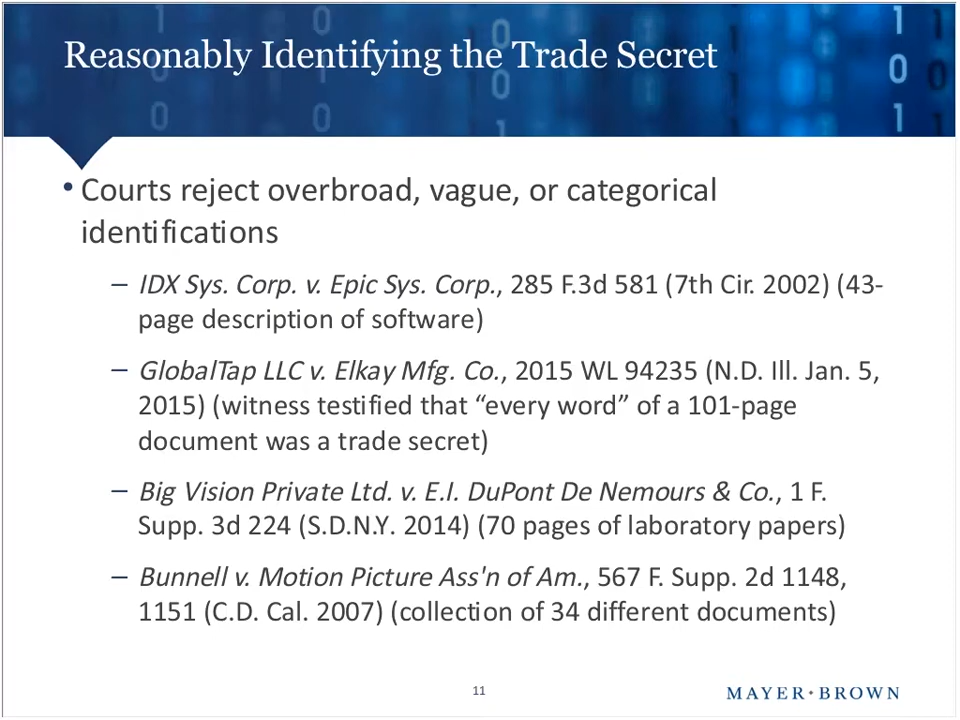 Reasonably Identifying the Trade Secret
• Courts reject overbroad, vague, or categorical
identifications
– IDX Sys. Corp. v. Epic Sys. Corp., 285 F.3d 581 (7th Cir. 2002) (43-
page description of software)
– GlobalTap LLC v. Elkay Mfg. Co., 2015 WL 94235 (N.D. Ill. Jan. 5,
2015) (witness testified that “every word” of a 101-page
document was a trade secret)
– Big Vision Private Ltd. v. E.I. DuPont De Nemours & Co., 1 F.
Supp. 3d 224 (S.D.N.Y. 2014) (70 pages of laboratory papers)
– Bunnell v. Motion Picture Ass'n of Am., 567 F. Supp. 2d 1148,
1151 (C.D. Cal. 2007) (collection of 34 different documents)
11
MAYER•BROWN